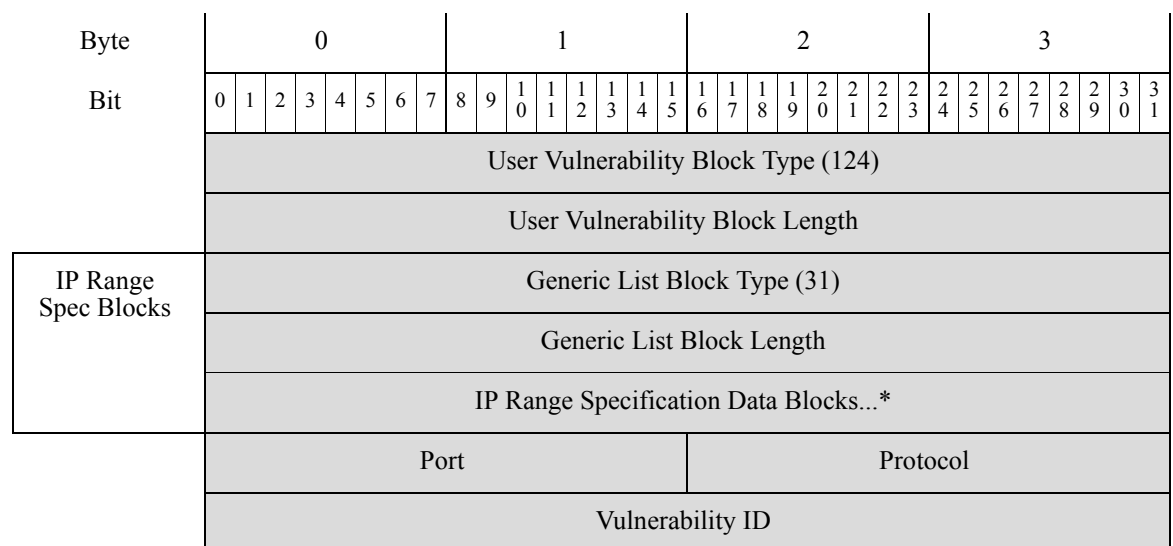 Byte 0 1 2 3
Bit 0 1 2 3 4 5 6 7 8 9 10 11 12 13 14 15 16 17 18 19 20 21 22 23 24 25 26 27 28 29 30 31
User Vulnerability Block Type (124)
User Vulnerability Block Length
IP Range
Spec Blocks
Generic List Block Type (31)
Generic List Block Length
IP Range Specification Data Blocks...*
Port Protocol
Vulnerability ID